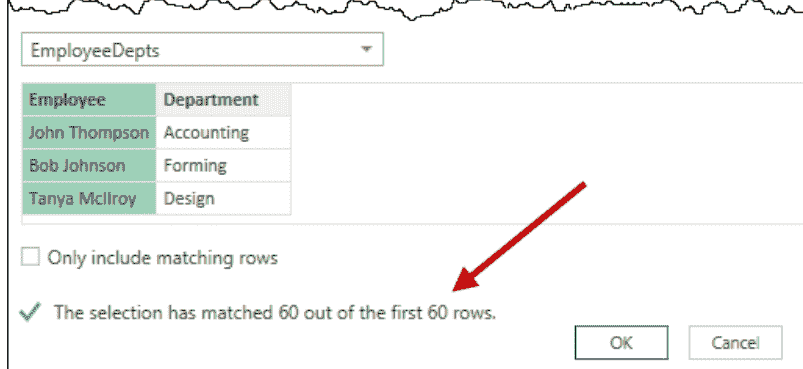 EmployeeDepts
Employee Department
John Thompson Accounting
Bob Johnson Forming
Tanya McIlroy Design
Only include matching rows
The selection has matched 60 out of the first 60 rows.
OK Cancel